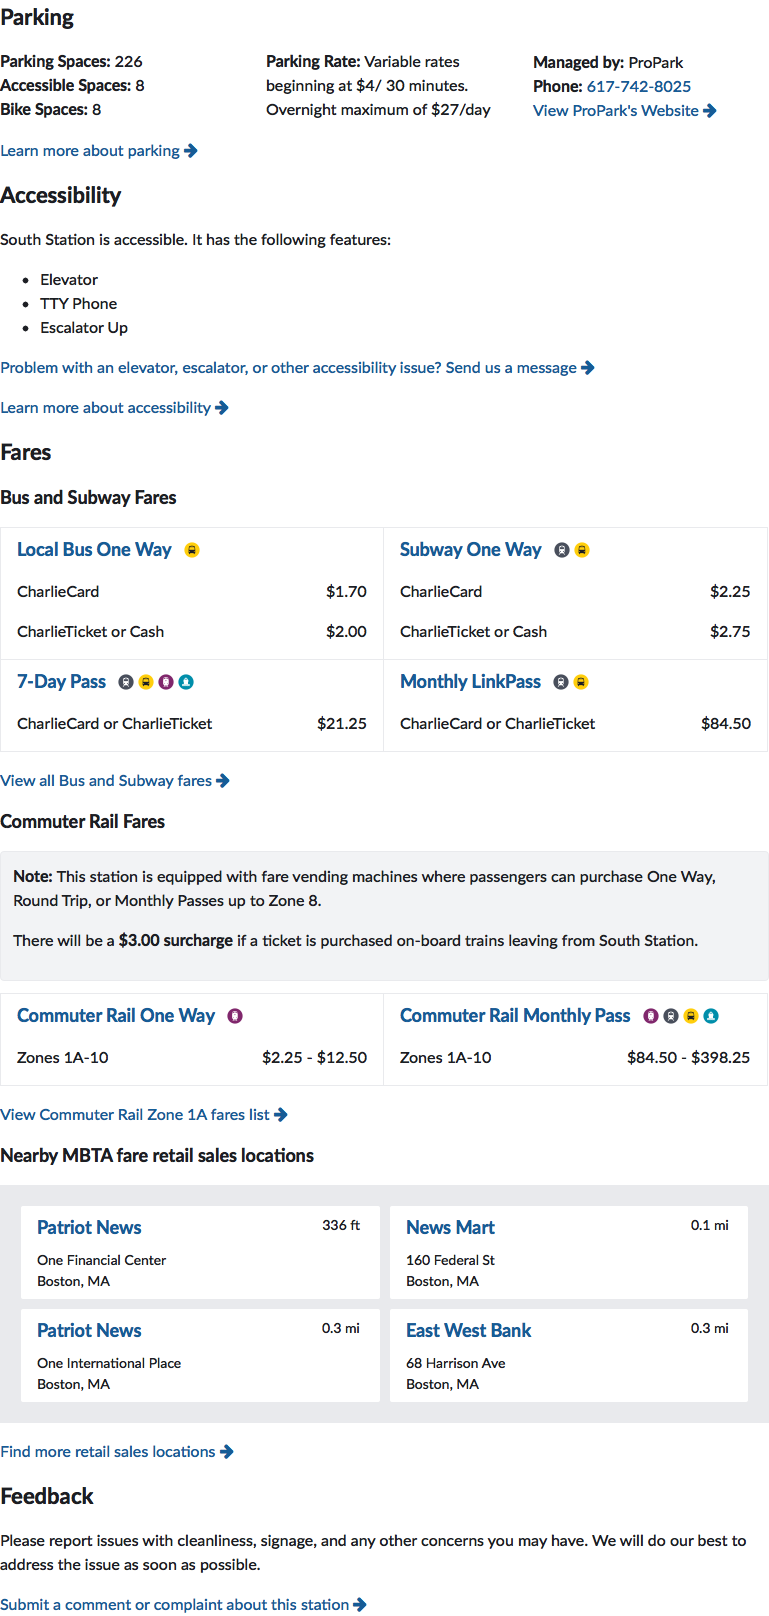 Parking
Parking Spaces: 226
Accessible Spaces: 8
Bike Spaces: 8
Parking Rate: Variable rates
beginning at $4/ 30 minutes.
Overnight maximum of $27/day
Managed by: ProPark
Phone: 617-742-8025
View ProPark's Website
Learn more about parking
Accessibility
South Station is accessible. It has the following features:
Elevator
TTY Phone
Escalator Up
Problem with an elevator, escalator, or other accessibility issue? Send us a message
Learn more about accessibility
Fares
Bus and Subway Fares
Local Bus One Way
CharlieCard $1.70
CharlieTicket or Cash $2.00
Subway One Way
CharlieCard $2.25
CharlieTicket or Cash $2.75
7-Day Pass
CharlieCard or CharlieTicket $21.25
Monthly LinkPass
CharlieCard or CharlieTicket $84.50
View all Bus and Subway fares
Commuter Rail Fares
Note: This station is equipped with fare vending machines where passengers can purchase One Way,
Round Trip, or Monthly Passes up to Zone 8.
There will be a $3.00 surcharge if a ticket is purchased on-board trains leaving from South Station.
Commuter Rail One Way
Zones 1A-10 $2.25 - $12.50
Commuter Rail Monthly Pass
Zones 1A-10 $84.50 - $398.25
View Commuter Rail Zone 1A fares list
Nearby MBTA fare retail sales locations
Patriot News 336 ft
One Financial Center
Boston, MA
News Mart 0.1 mi
160 Federal St
Boston, MA
Patriot News 0.3 mi
One International Place
Boston, MA
East West Bank 0.3 mi
68 Harrison Ave
Boston, MA
Find more retail sales locations
Feedback
Please report issues with cleanliness, signage, and any other concerns you may have. We will do our best to
address the issue as soon as possible.
Submit a comment or complaint about this station